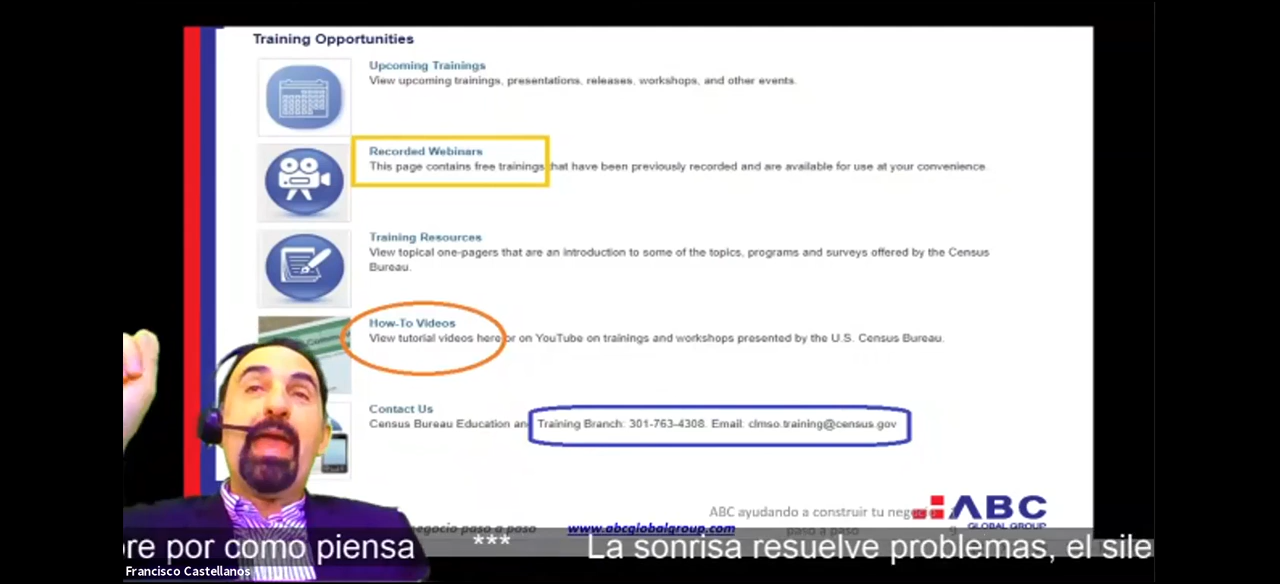 Training Opportunities
Upcoming Trainings
View upcoming trainings, presentations, releases, workshops, and other events.
Recorded Webinars
This page contains free trainings that have been previously recorded and are available for use at your convenience
Training Resources
View topical one-pagers that are an introduction to some of the topics, programs and surveys offered by the Census
Bureau.
How-To Videos
View tutorial videos here or on YouTube on trainings and workshops presented by the U.S. Census Bureau.
Contact Us
Census Bureau Education an Training Branch: 301-763-4308. Email: clmso.training@census.gov
ABC ayudando a construir tu nego
paso a paso
ABC
GLOBAL GROUP
negocio paso a paso
www.abcglobalgroup.com
re por como piensa *** La sonrisa resuelve problemas, el sile
Francisco Castellanos